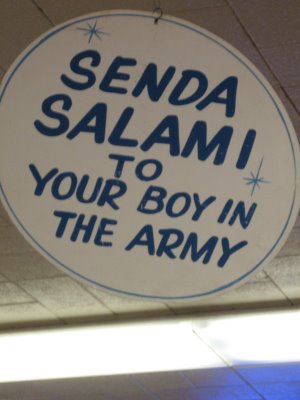 SENDA
SALAMI
TO
YOUR BOY IN
THE ARMY